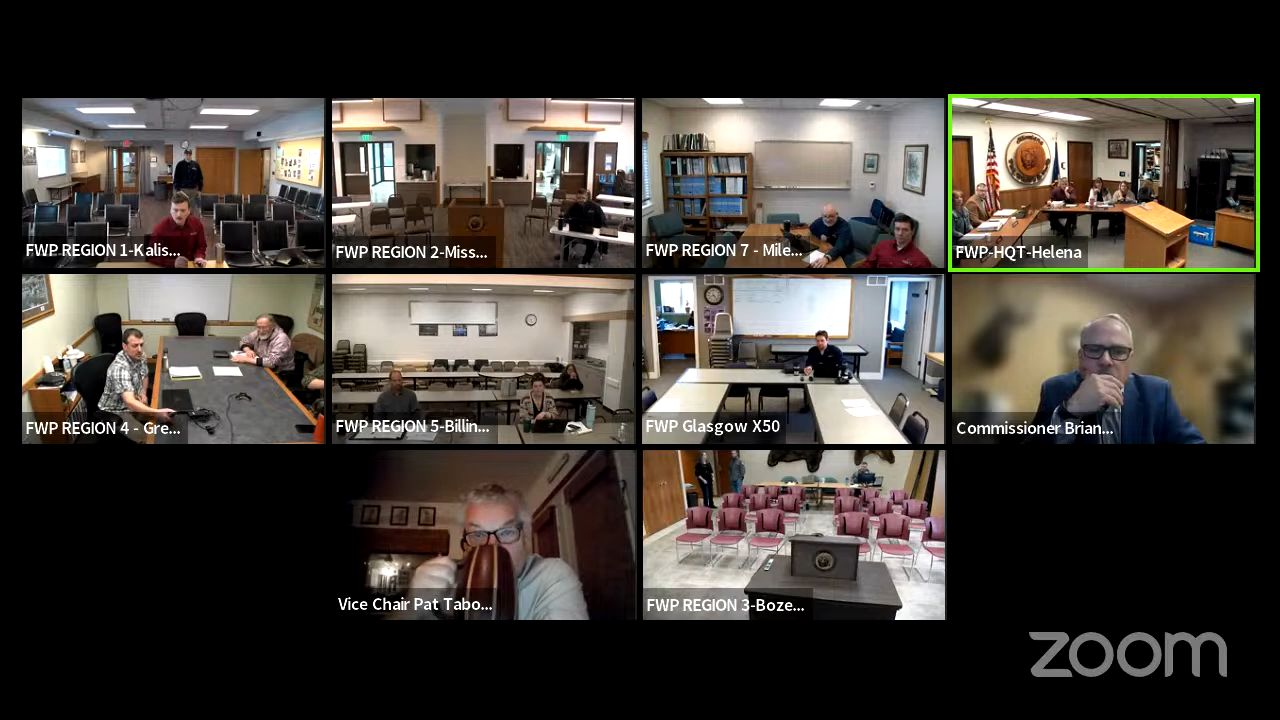 FWP REGION 1-Kalis...
FWP REGION 2-Miss...
FWP REGION 7 - Mile...
FWP-HQT-Helena
FWP REGION 4 - Gre...
FWP REGION 5-Billin...
FWP Glasgow X50
Commissioner Brian...
Vice Chair Pat Tabo...
FWP REGION 3-Boze...
zoom